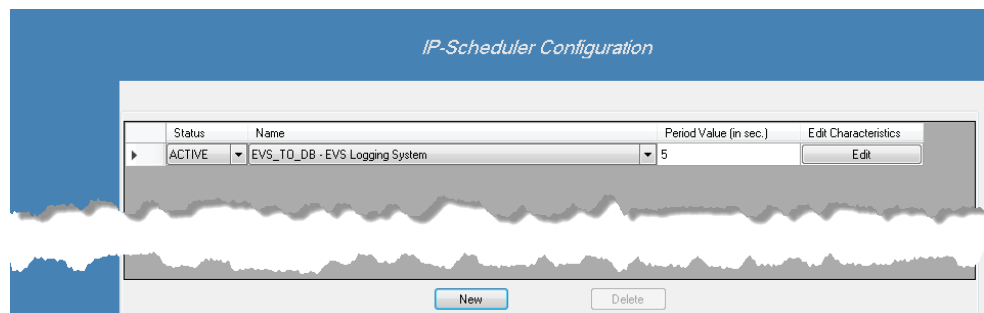 IP-Scheduler Configuration
Status Name Period Value (in sec.) Edit Characteristics
ACTIVE EVS_TO_DB - EVS Logging System 5 Edit
New Delete